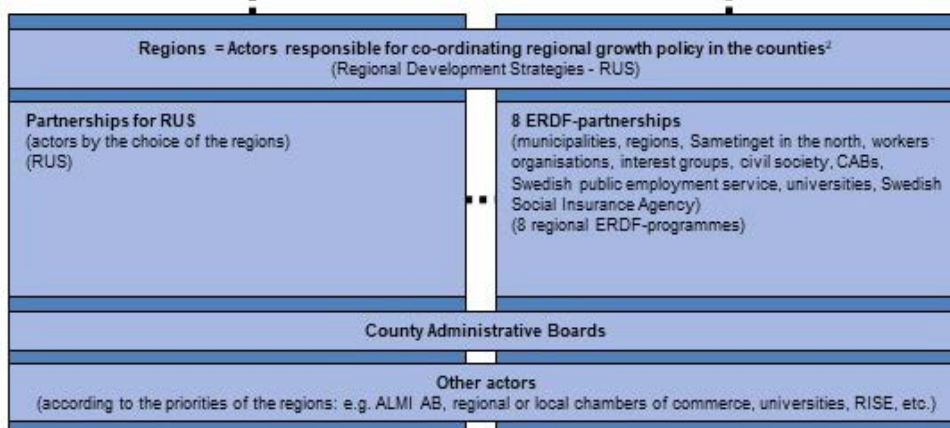 Regions = Actors responsible for co-ordinating regional growth policy in the counties²
(Regional Development Strategies - RUS)
Partnerships for RUS
(actors by the choice of the regions)
(RUS)
8 ERDF-partnerships
(municipalities, regions, Sametinget in the north, workers
organisations, interest groups, civil society, CABs,
Swedish public employment service, universities, Swedish
Social Insurance Agency)
(8 regional ERDF-programmes)
County Administrative Boards
Other actors
(according to the priorities of the regions: e.g. ALMI AB, regional or local chambers of commerce, universities, RISE, etc.)